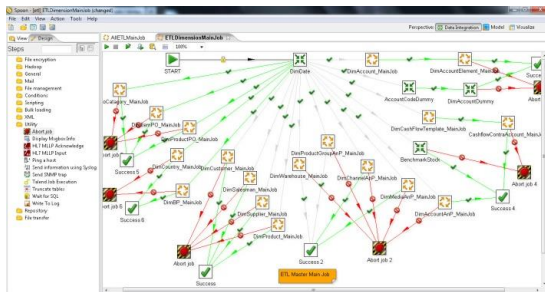 Spoon - ETLDimensionMainJob (changed)
File Edit View Action Tools Help
Perspective: Data Integration Model Visualize
View Design
AllETLMainJob ETLDimensionMainJob
Steps
100%
File encryption
Hadoop
General
Mail
File management
Conditions
Scripting
Bulk loading
XML
Utility
Abort job
Display Msgbox Info
HL7 MLLP Acknowledge
HL7 MLLP Input
Ping a host
Send information using Syslog
Send SNMP trap
Talend Job Execution
Truncate tables
Wait for SQL
Write To Log
Repository
File transfer
START
DimDate
DimAccount_MainJob
DimAccountElement_MainJob
AccountCodeDummy
DimAccountDummy
Abort
DimProductPO_MainJob
DimCashFlowTemplate_MainJob
CashflowContraAccount_MainJob
BenchmarkStock
Abort job 4
Success 5
DimCountry_MainJob
DimCustomer_MainJob
DimProductGroupAnP_MainJob
DimWarehouse_MainJob
DimChannelAnP_MainJob
DimSalesman_MainJob
DimMediaAnP_MainJob
DimBP_MainJob
DimSupplier_MainJob
DimAccountAnP_MainJob
Success 4
Success 6
DimProduct_MainJob
Abort job
Success 2
Abort job 2
Success
ETL Master Main Job